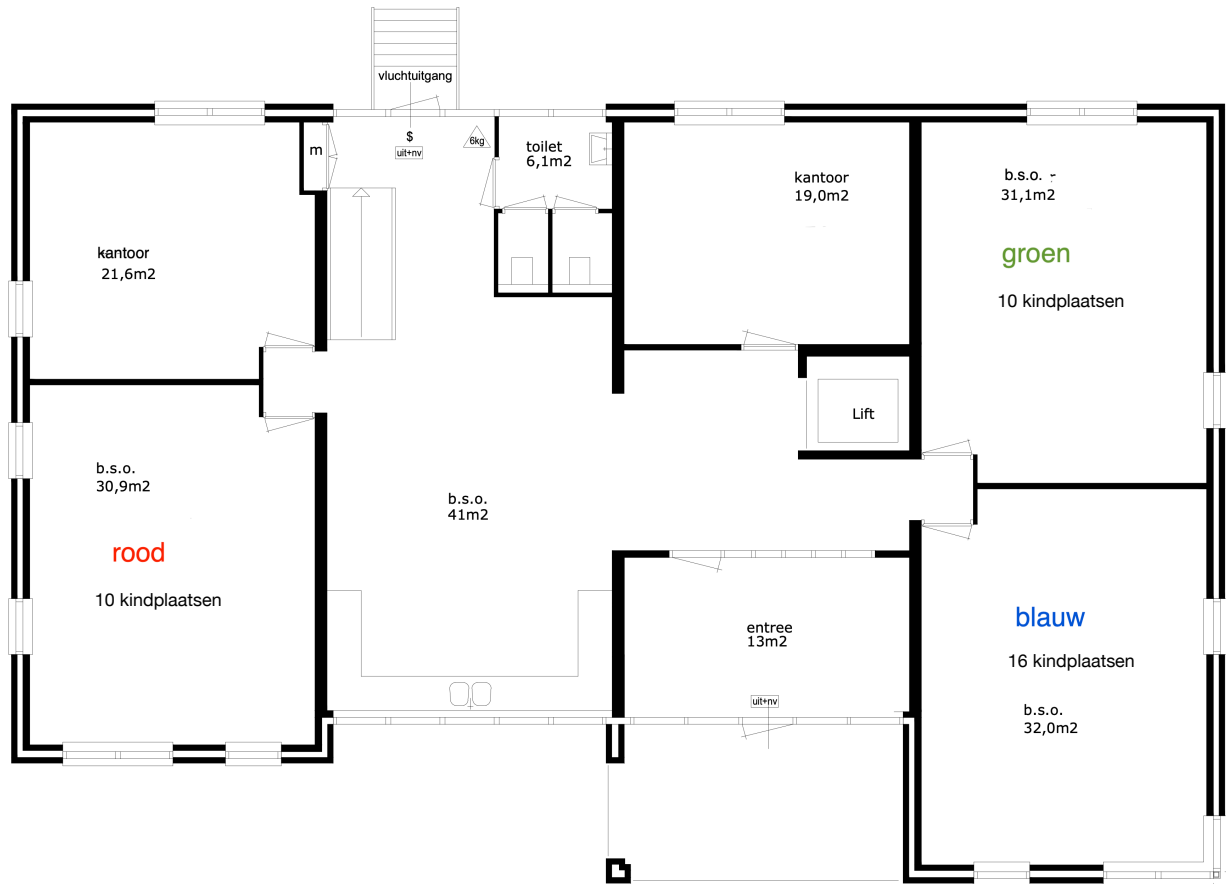 vluchtuitgang
$
uit+nv
6kg
m
toilet
6,1m2
kantoor
21,6m2
kantoor
19,0m2
b.s.o. -
31,1m2
groen
10 kindplaatsen
Lift
b.s.o.
30,9m2
rood
10 kindplaatsen
b.s.o.
41m2
entree
13m2
uit+nv
blauw
16 kindplaatsen
b.s.o.
32,0m2